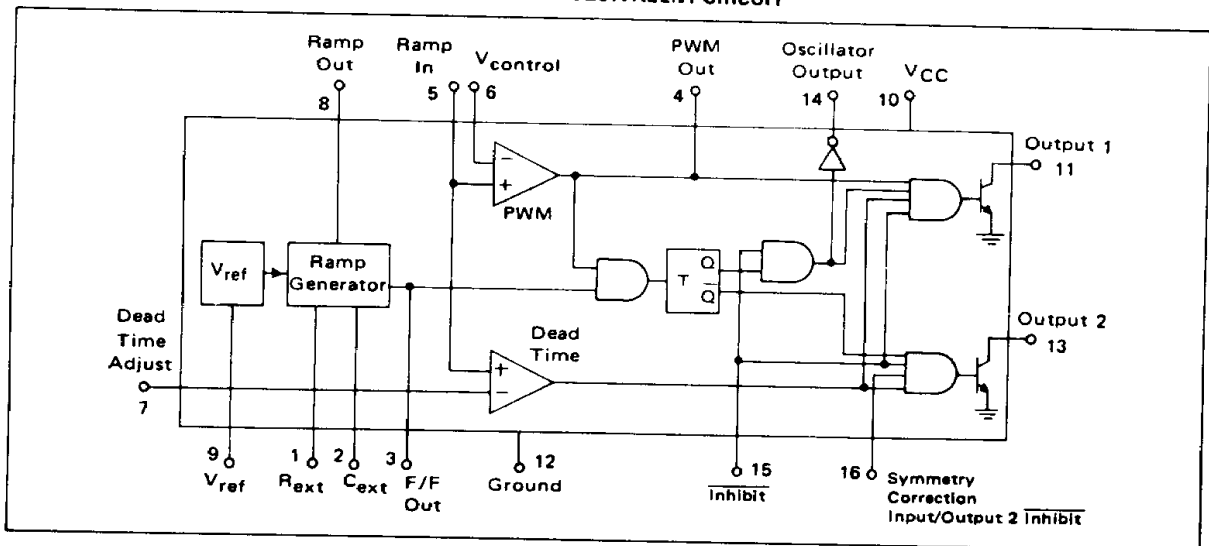 Ramp Out
8
Ramp In
5
Vcontrol
6
PWM Out
4
Oscillator Output
14
VCC
10
Output 1
11
−
+
PWM
Vref
Ramp Generator
T
Q
Q̅
Dead Time Adjust
7
Dead Time
+
−
Output 2
13
9
Vref
1
Rext
2
Cext
3
F/F Out
12
Ground
15
I̅n̅h̅i̅b̅i̅t̅
16
Symmetry
Correction
Input/Output 2 I̅n̅h̅i̅b̅i̅t̅